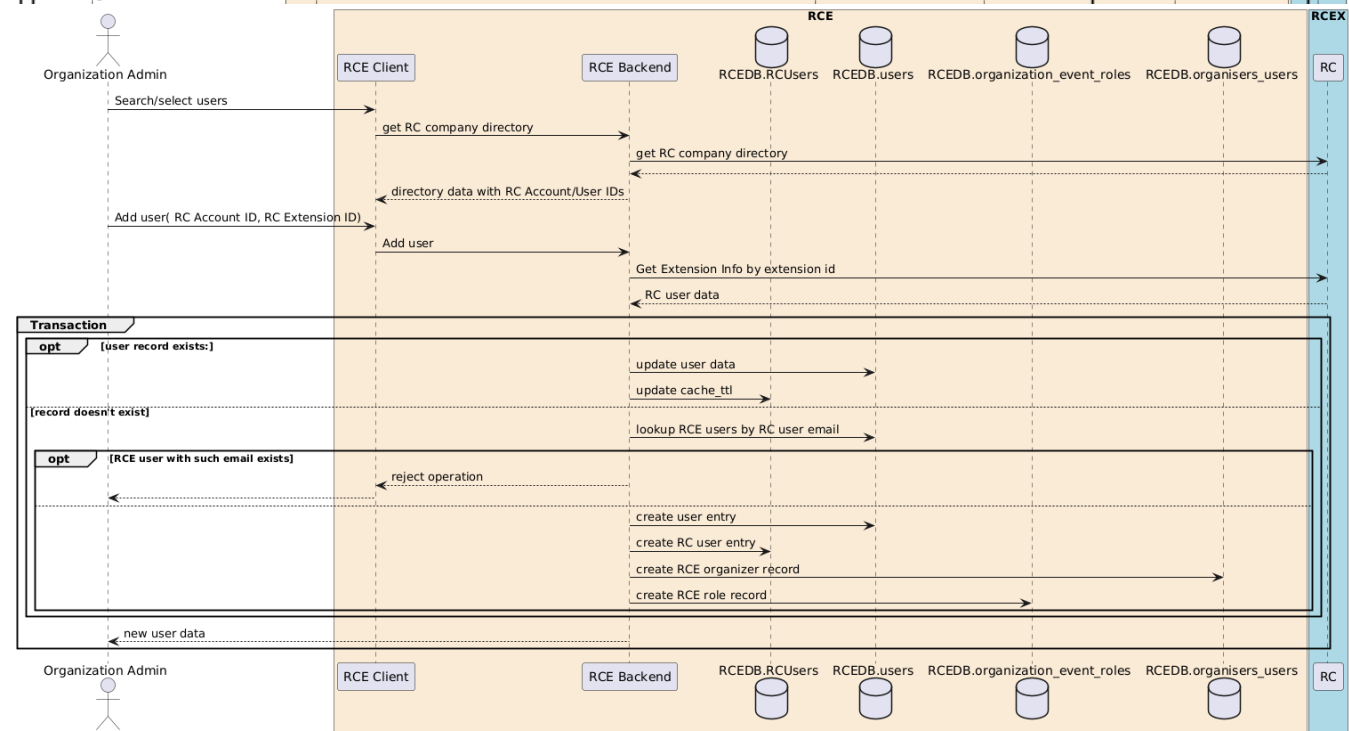 RCE
RCEX
Organization Admin
RCE Client
RCE Backend
RCEDB.RCUsers
RCEDB.users
RCEDB.organization_event_roles
RCEDB.organisers_users
RC
Search/select users
get RC company directory
get RC company directory
directory data with RC Account/User IDs
Add user( RC Account ID, RC Extension ID)
Add user
Get Extension Info by extension id
RC user data
Transaction
opt [user record exists:]
update user data
update cache_ttl
[record doesn't exist]
lookup RCE users by RC user email
opt [RCE user with such email exists]
reject operation
create user entry
create RC user entry
create RCE organizer record
create RCE role record
new user data
Organization Admin
RCE Client
RCE Backend
RCEDB.RCUsers
RCEDB.users
RCEDB.organization_event_roles
RCEDB.organisers_users
RC